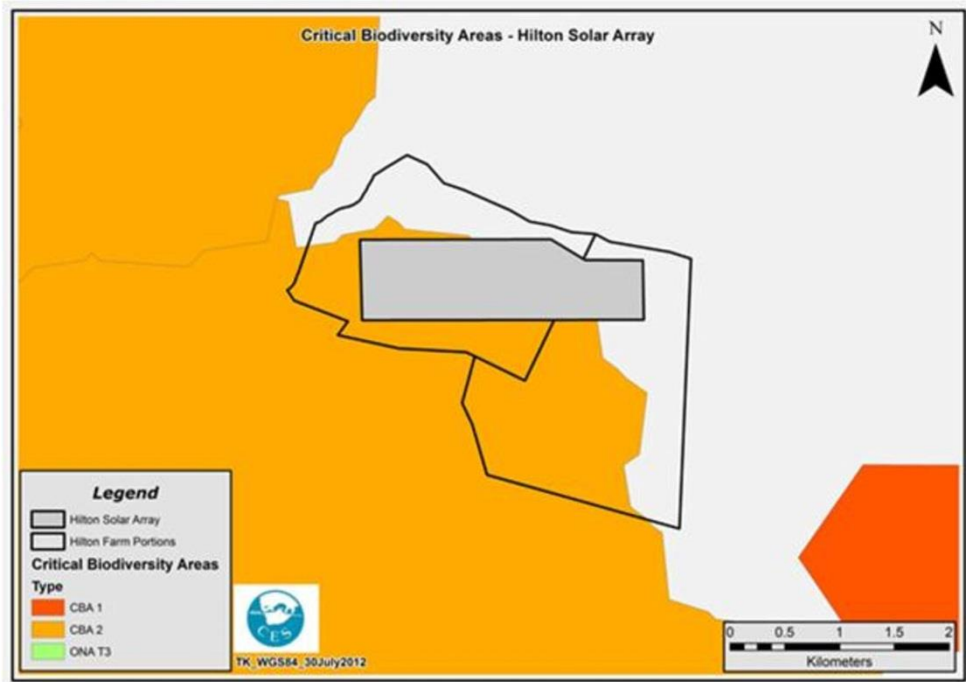 Critical Biodiversity Areas - Hilton Solar Array
N
Legend
Hilton Solar Array
Hilton Farm Portions
Critical Biodiversity Areas
Type
CBA 1
CBA 2
ONA T3
CES
TK_WGS84_30July2012
0 0.5 1 1.5 2
Kilometers